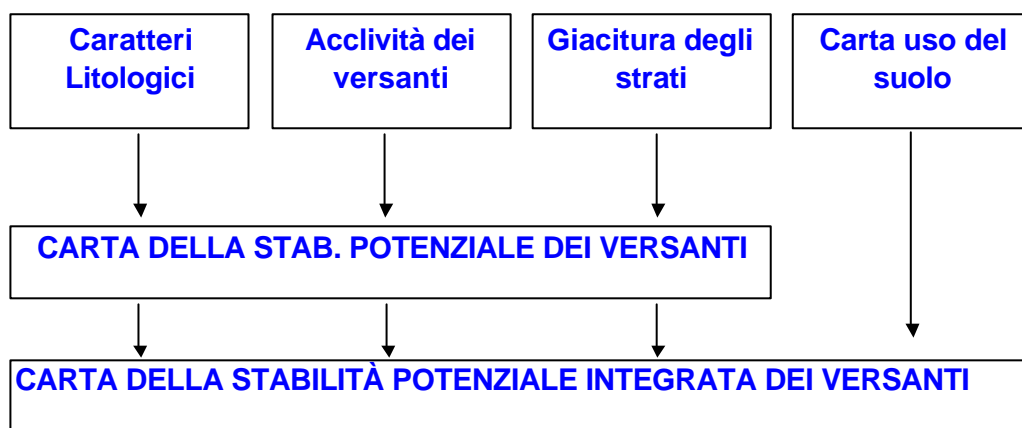 Caratteri
Litologici
Acclività dei
versanti
Giacitura degli
strati
Carta uso del
suolo
CARTA DELLA STAB. POTENZIALE DEI VERSANTI
CARTA DELLA STABILITÀ POTENZIALE INTEGRATA DEI VERSANTI